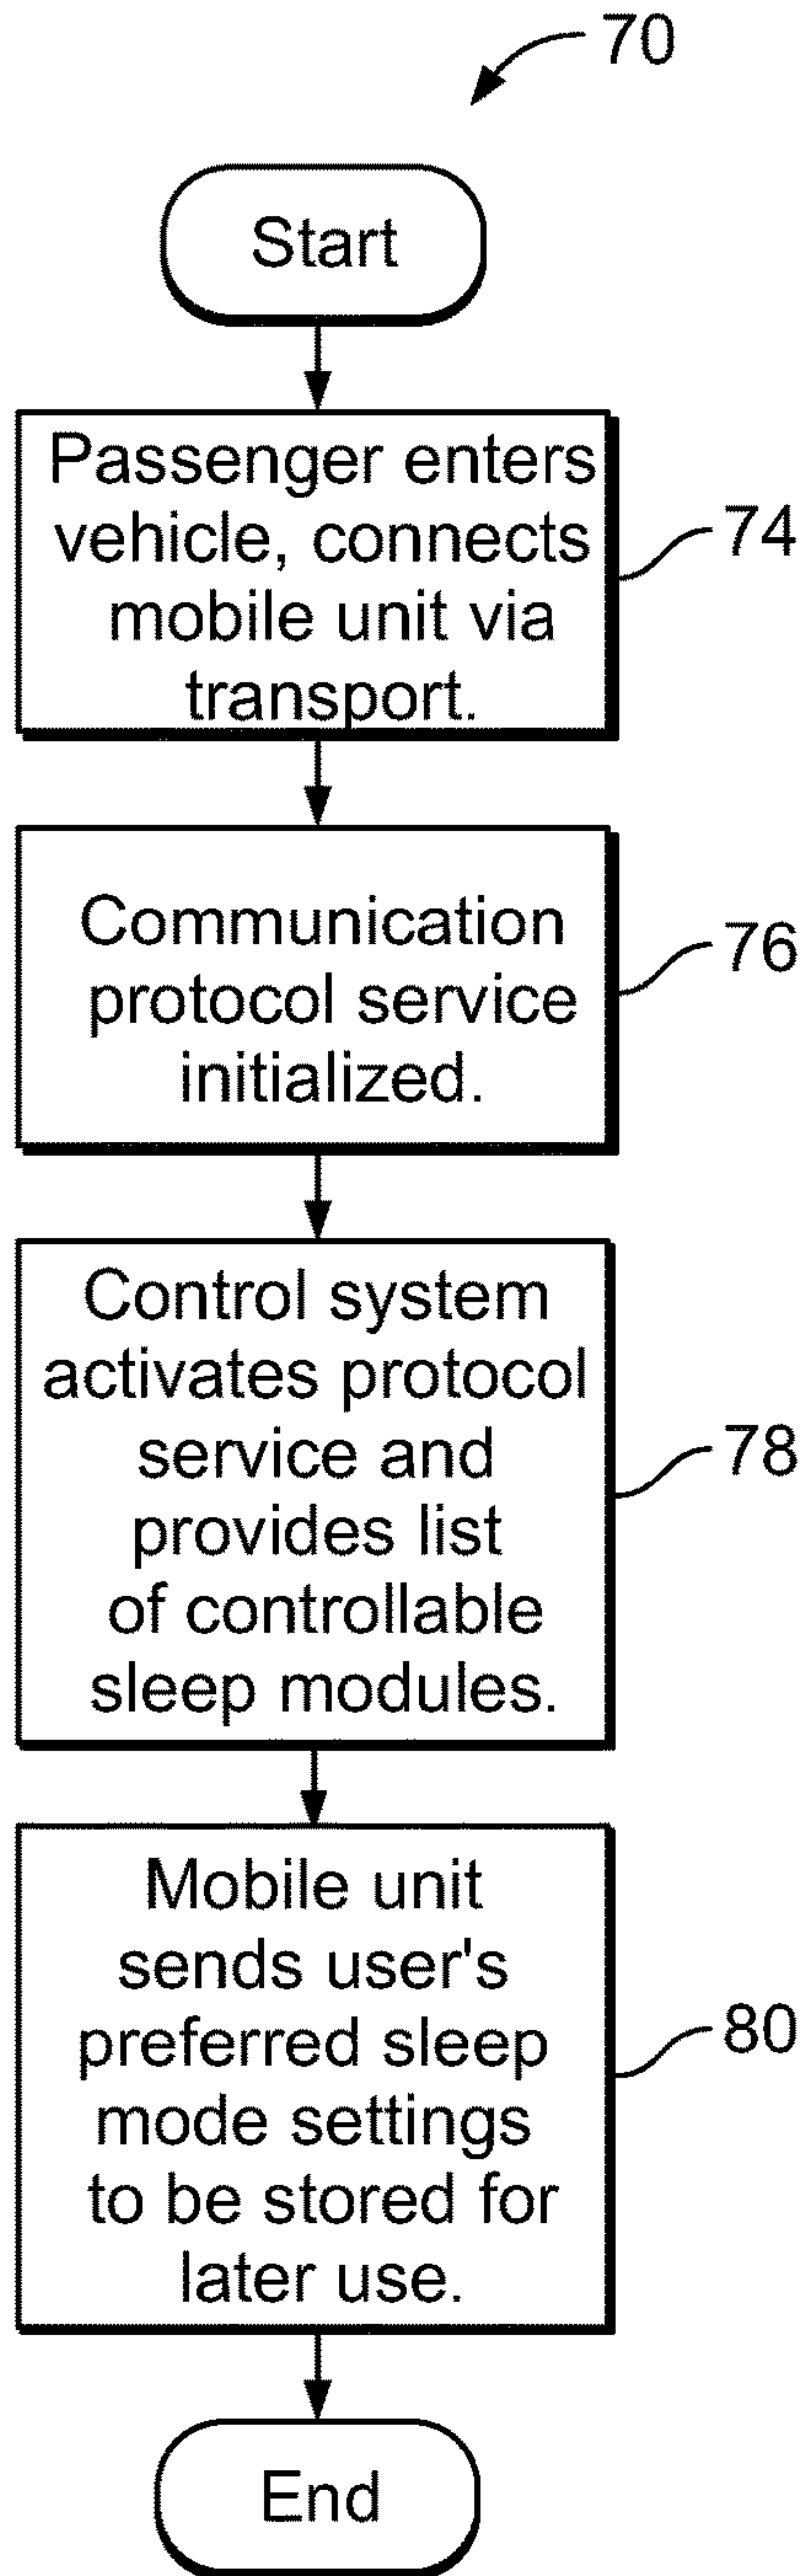 70
Start
Passenger enters
vehicle, connects
mobile unit via
transport.
74
Communication
protocol service
initialized.
76
Control system
activates protocol
service and
provides list
of controllable
sleep modules.
78
Mobile unit
sends user's
preferred sleep
mode settings
to be stored for
later use.
80
End